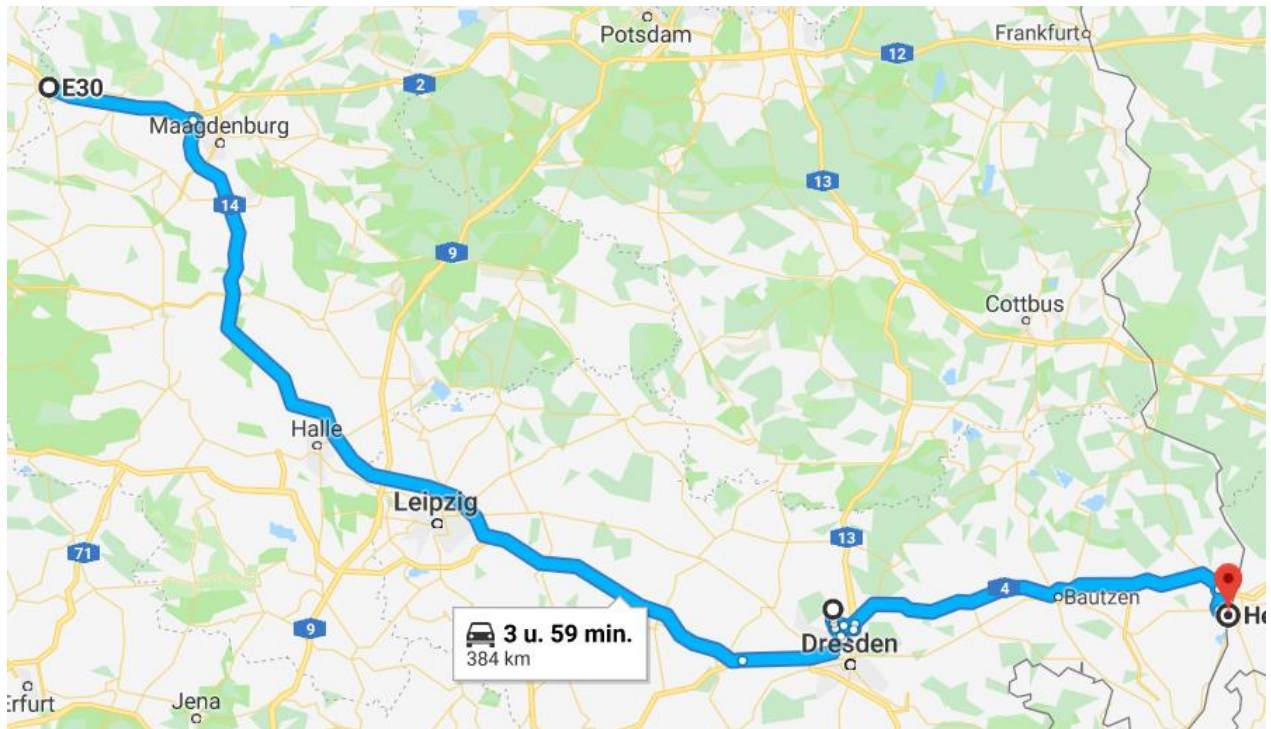 Potsdam
Frankfurt
12
E30
2
Maagdenburg
13
14
9
Cottbus
Halle
Leipzig
13
71
4
Bautzen
3 u. 59 min.
384 km
He
9
Dresden
Erfurt
Jena